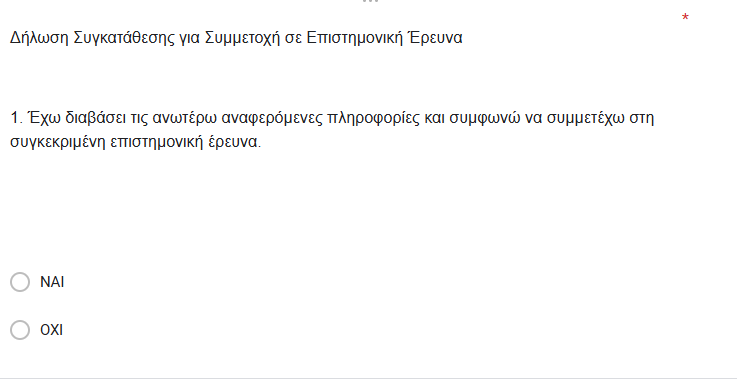 *
Δήλωση Συγκατάθεσης για Συμμετοχή σε Επιστημονική Έρευνα
1. Έχω διαβάσει τις ανωτέρω αναφερόμενες πληροφορίες και συμφωνώ να συμμετέχω στη
συγκεκριμένη επιστημονική έρευνα.
ΝΑΙ
ΟΧΙ